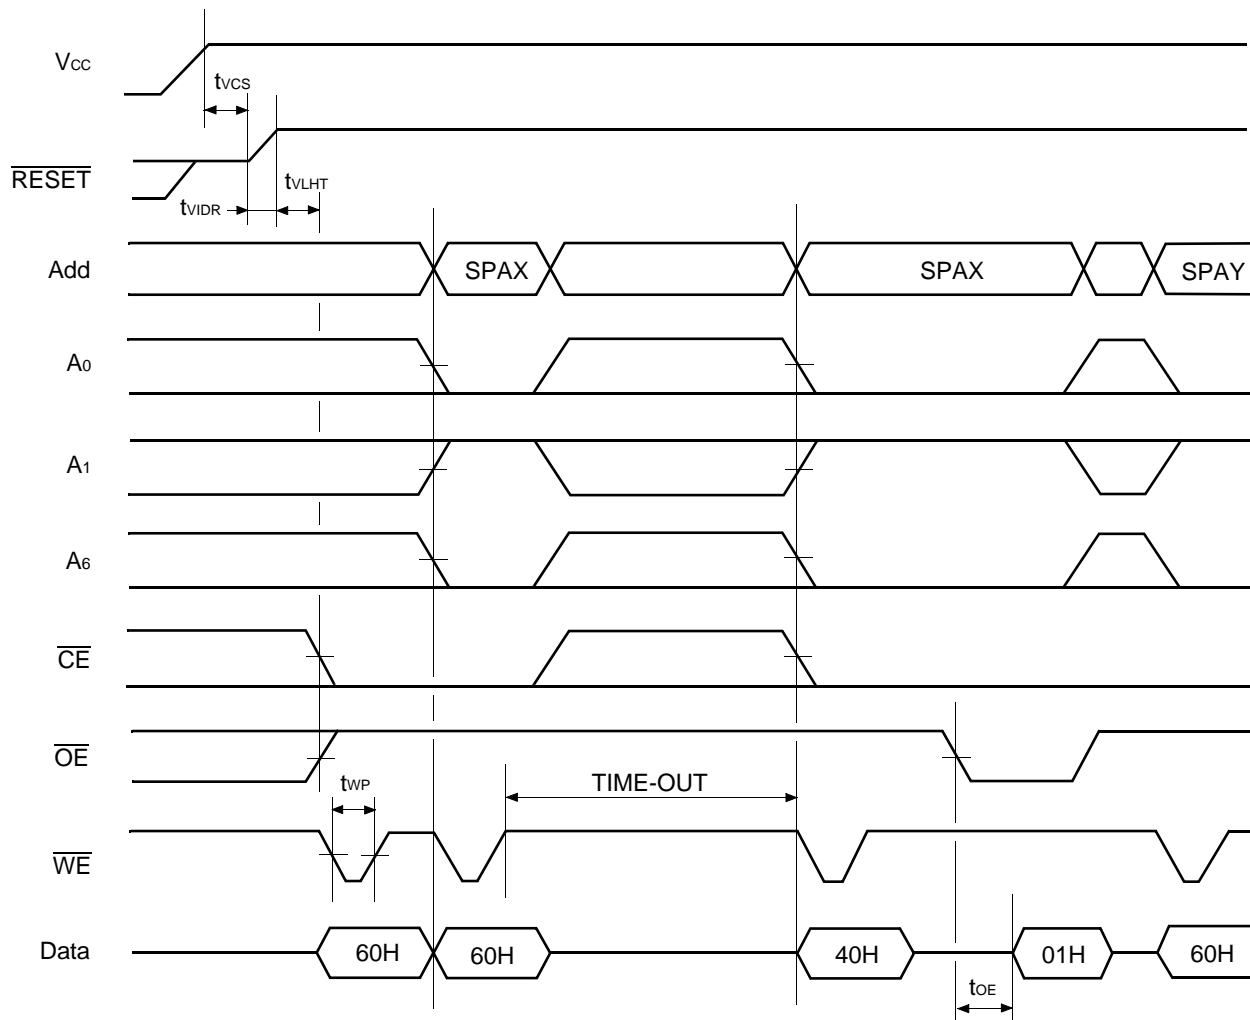 VCC
tVCS
RESET
tVLHT
tVIDR
Add SPAX SPAX SPAY
A0
A1
A6
CE
OE
tWP TIME-OUT
WE
Data 60H 60H 40H 01H 60H
tOE